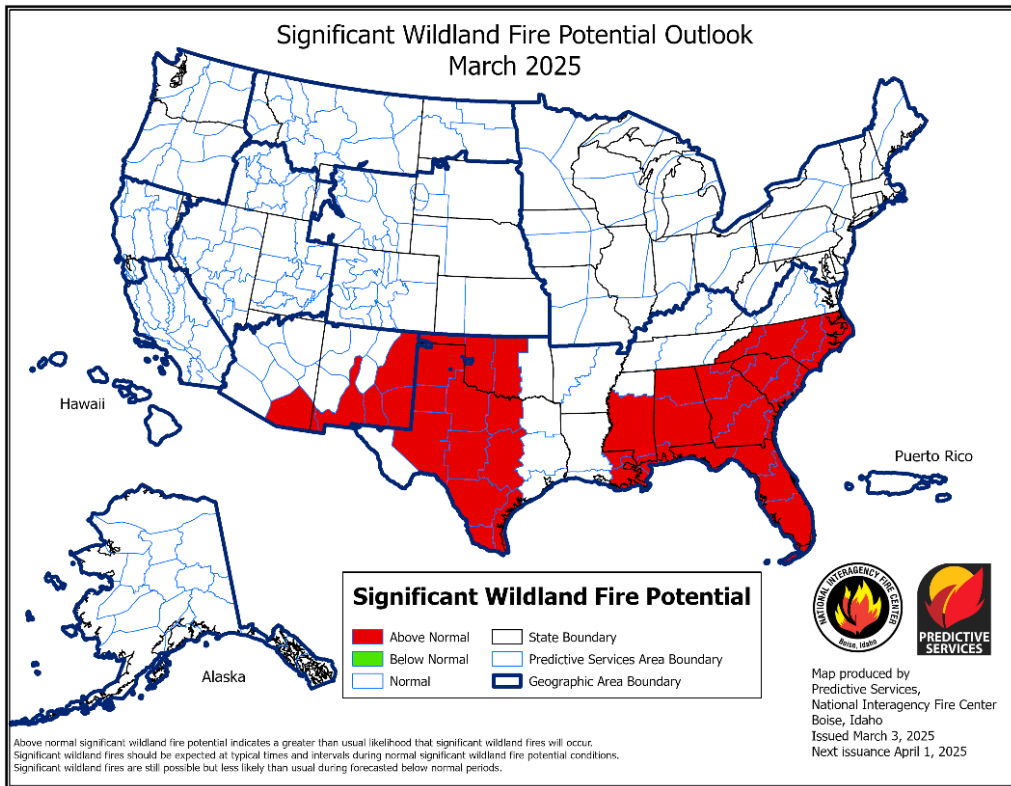 Significant Wildland Fire Potential Outlook
March 2025
Hawaii
Puerto Rico
Alaska
Significant Wildland Fire Potential
Above Normal
State Boundary
Below Normal
Predictive Services Area Boundary
Normal
Geographic Area Boundary
NATIONAL INTERAGENCY FIRE CENTER
Boise, Idaho
PREDICTIVE
SERVICES
Map produced by
Predictive Services,
National Interagency Fire Center
Boise, Idaho
Issued March 3, 2025
Next issuance April 1, 2025
Above normal significant wildland fire potential indicates a greater than usual likelihood that significant wildland fires will occur.
Significant wildland fires should be expected at typical times and intervals during normal significant wildland fire potential conditions.
Significant wildland fires are still possible but less likely than usual during forecasted below normal periods.